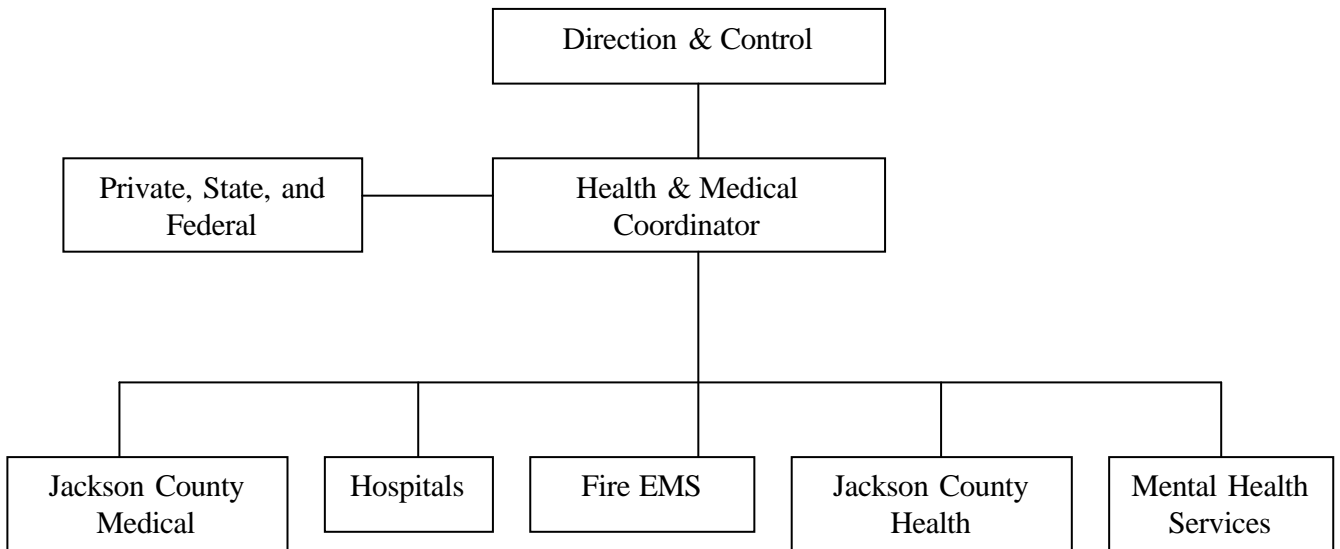 Direction & Control
Private, State, and
Federal
Health & Medical
Coordinator
Jackson County
Medical
Hospitals
Fire EMS
Jackson County
Health
Mental Health
Services